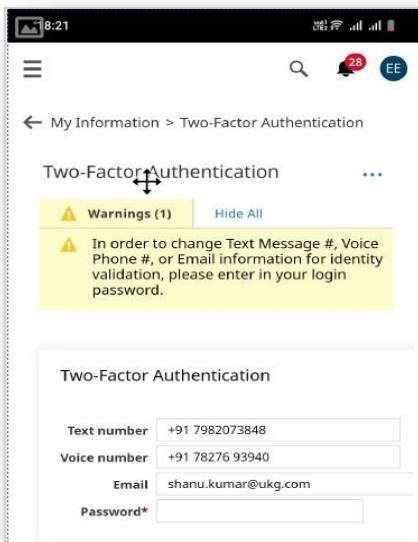 8:21
28
EE
My Information > Two-Factor Authentication
Two-Factor Authentication
Warnings (1) Hide All
In order to change Text Message #, Voice
Phone #, or Email information for identity
validation, please enter in your login
password.
Two-Factor Authentication
Text number +91 7982073848
Voice number +91 78276 93940
Email shanu.kumar@ukg.com
Password*